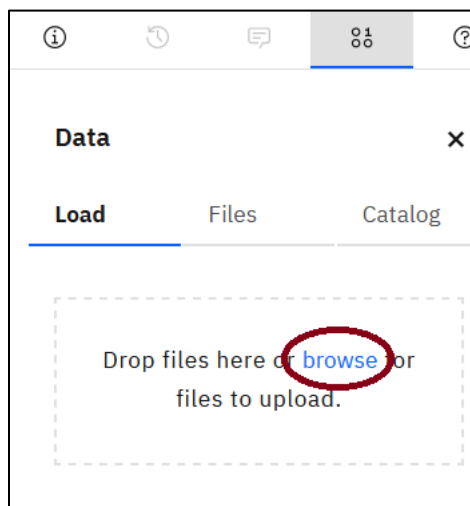 Data
Load Files Catalog
Drop files here or browse for
files to upload.